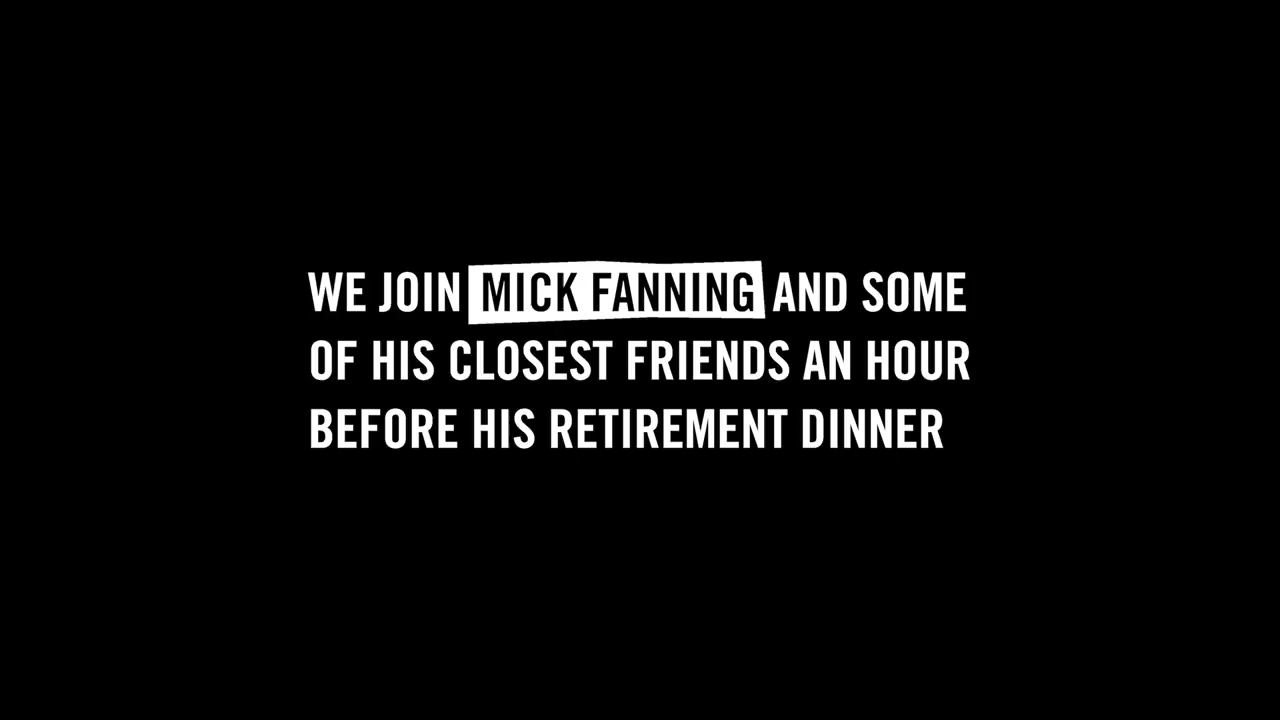 WE JOIN MICK FANNING AND SOME
OF HIS CLOSEST FRIENDS AN HOUR
BEFORE HIS RETIREMENT DINNER